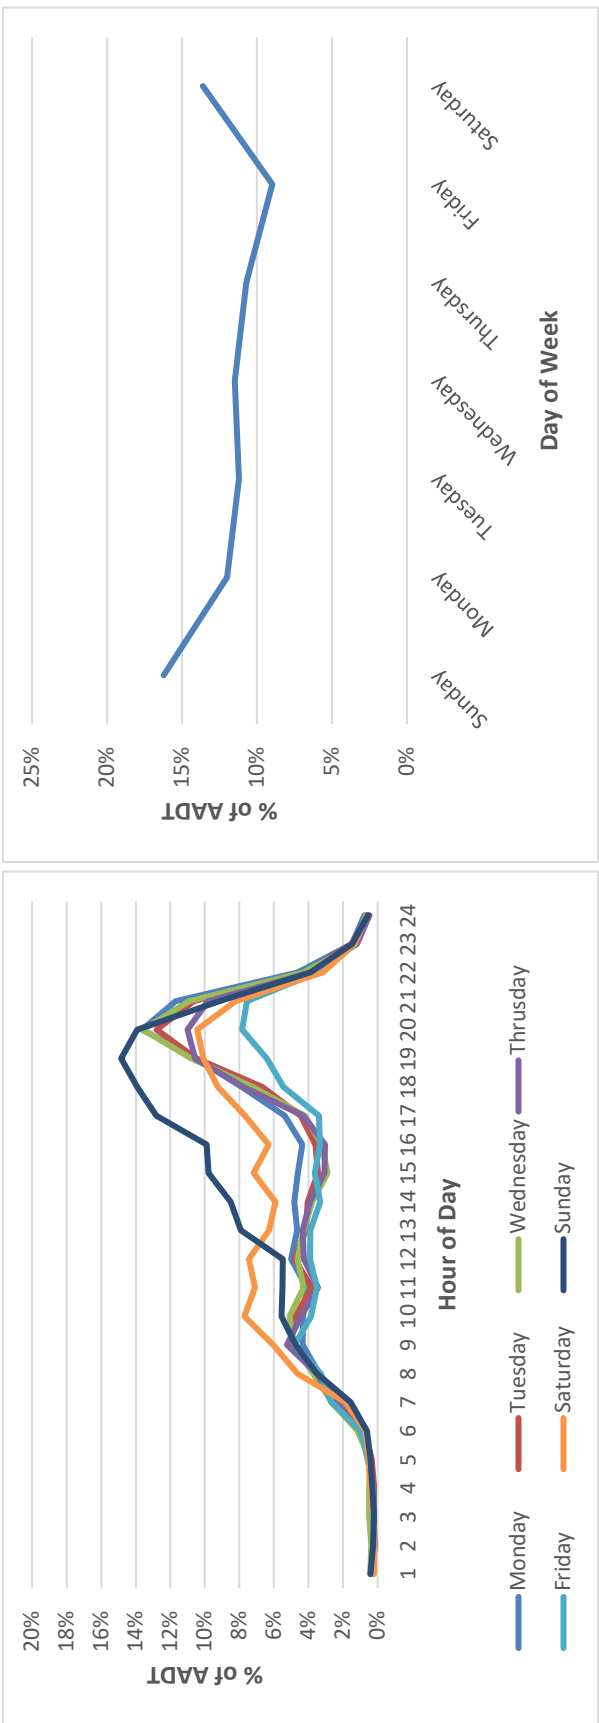 % of AADT
20%
18%
16%
14%
12%
10%
8%
6%
4%
2%
0%
1 2 3 4 5 6 7 8 9 10 11 12 13 14 15 16 17 18 19 20 21 22 23 24
Hour of Day
Monday Tuesday Wednesday Thrusday
Friday Saturday Sunday
% of AADT
25%
20%
15%
10%
5%
0%
Sunday Monday Tuesday Wednesday Thursday Friday Saturday
Day of Week